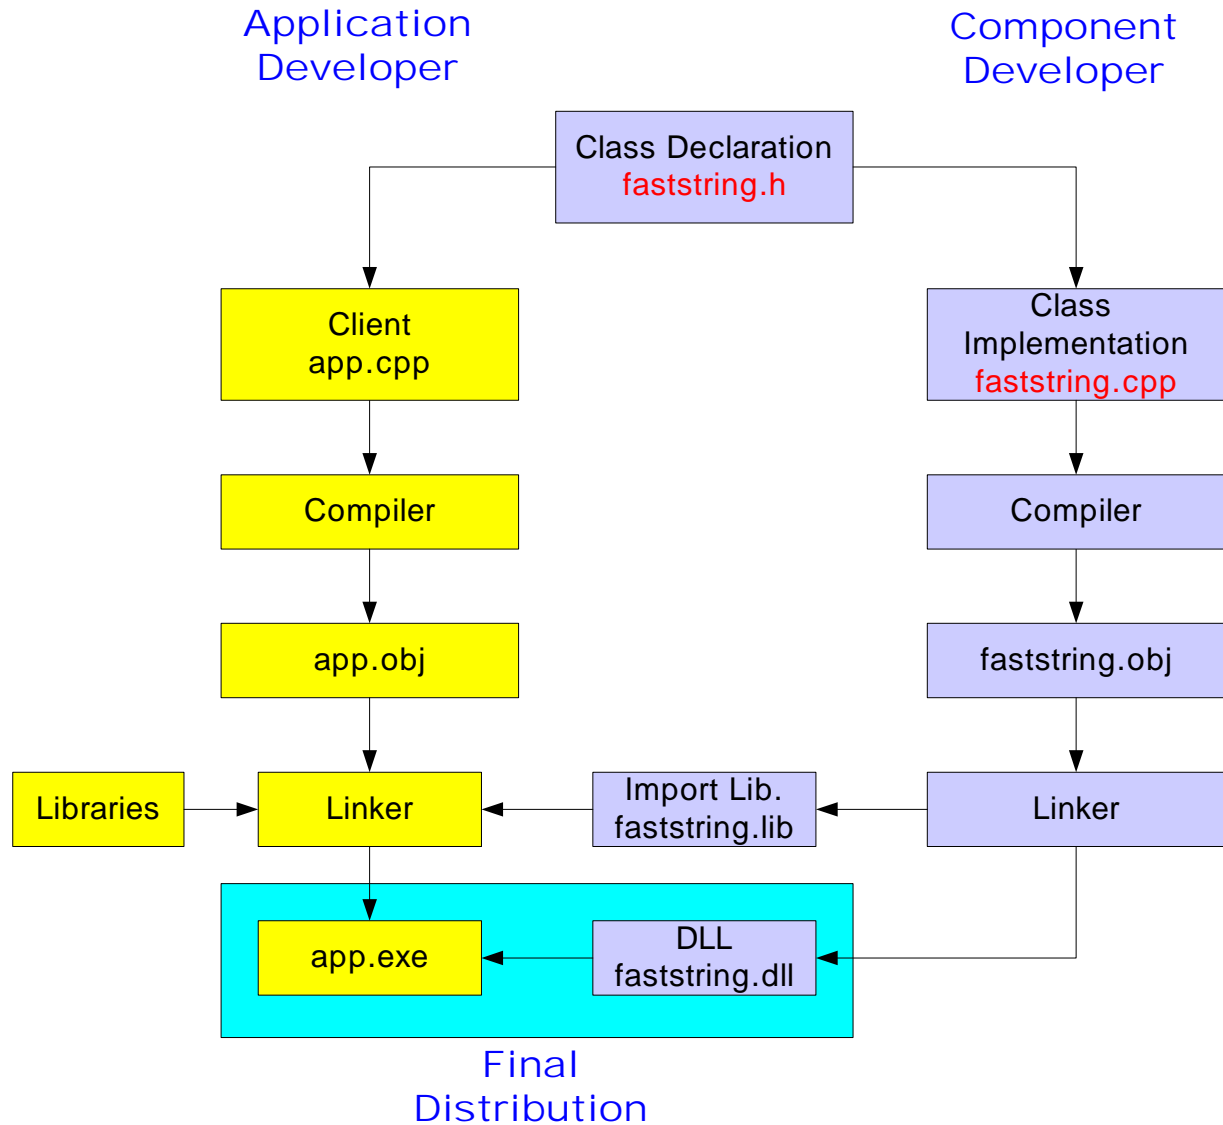 Application
Developer
Component
Developer
Class Declaration
faststring.h
Client
app.cpp
Class
Implementation
faststring.cpp
Compiler
Compiler
app.obj
faststring.obj
Libraries
Linker
Import Lib.
faststring.lib
Linker
app.exe
DLL
faststring.dll
Final
Distribution